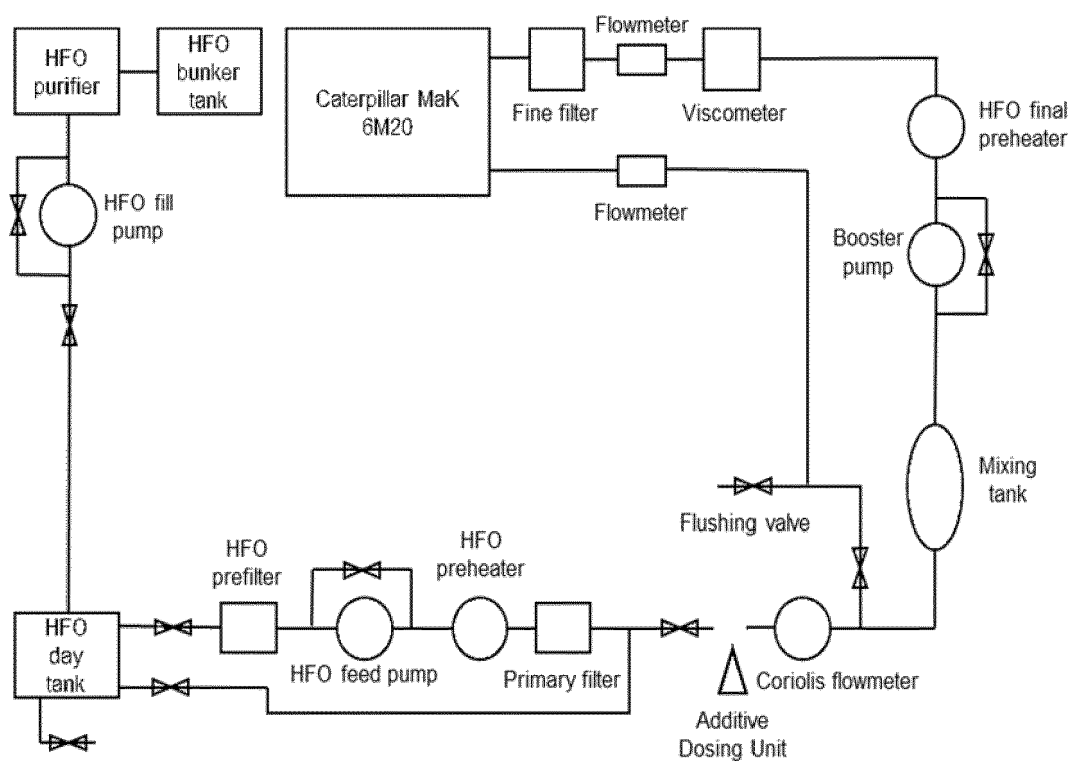 HFO
purifier
HFO
bunker
tank
Caterpillar MaK
6M20
Flowmeter
Fine filter
Viscometer
HFO final
preheater
HFO fill
pump
Flowmeter
Booster
pump
Mixing
tank
Flushing valve
HFO
prefilter
HFO
preheater
HFO
day
tank
HFO feed pump
Primary filter
Coriolis flowmeter
Additive
Dosing Unit